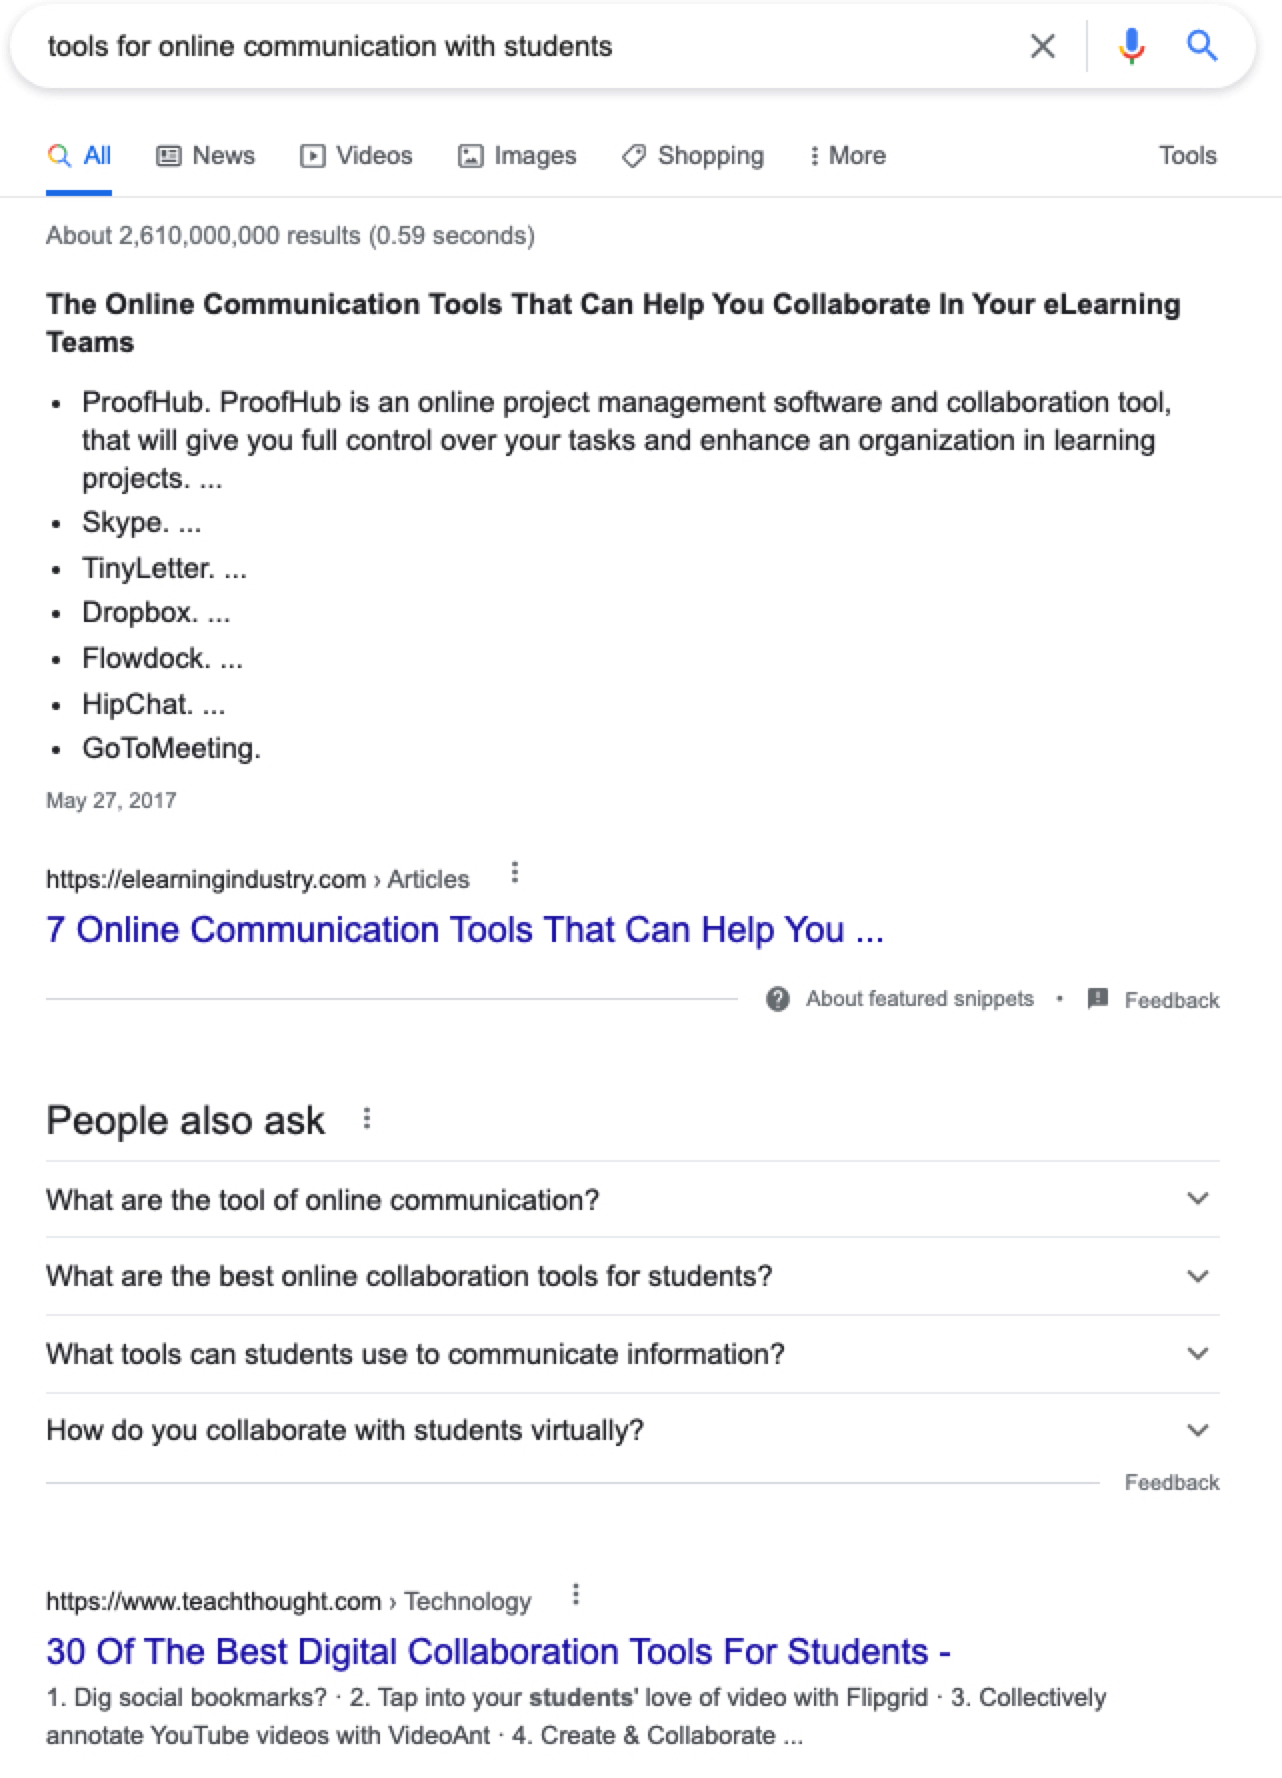 tools for online communication with students
All News Videos Images Shopping More Tools
About 2,610,000,000 results (0.59 seconds)
The Online Communication Tools That Can Help You Collaborate In Your eLearning
Teams
• ProofHub. ProofHub is an online project management software and collaboration tool,
that will give you full control over your tasks and enhance an organization in learning
projects. ...
• Skype. ...
• TinyLetter. ...
• Dropbox. ...
• Flowdock. ...
• HipChat. ...
• GoToMeeting.
May 27, 2017
https://elearningindustry.com › Articles
7 Online Communication Tools That Can Help You ...
About featured snippets • Feedback
People also ask
What are the tool of online communication?
What are the best online collaboration tools for students?
What tools can students use to communicate information?
How do you collaborate with students virtually?
Feedback
https://www.teachthought.com › Technology
30 Of The Best Digital Collaboration Tools For Students -
1. Dig social bookmarks? · 2. Tap into your students' love of video with Flipgrid · 3. Collectively
annotate YouTube videos with VideoAnt · 4. Create & Collaborate ...